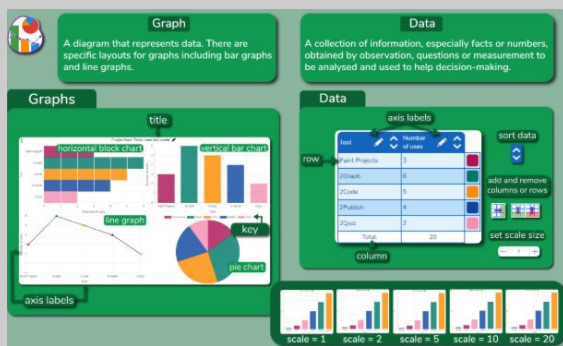 Graph
A diagram that represents data. There are
specific layouts for graphs including bar graphs
and line graphs.
Data
A collection of information, especially facts or numbers,
obtained by observation, questions or measurement to
be analysed and used to help decision-making.
Graphs
title
horizontal block chart
vertical bar chart
line graph
key
pie chart
axis labels
Data
axis labels
Tool
Number
of uses
row
Paint Projects 3
2Graph 6
2Code 5
2Publish 4
2Quiz 2
Total: 20
column
sort data
add and remove
columns or rows
set scale size
1
scale = 1
scale = 2
scale = 5
scale = 10
scale = 20